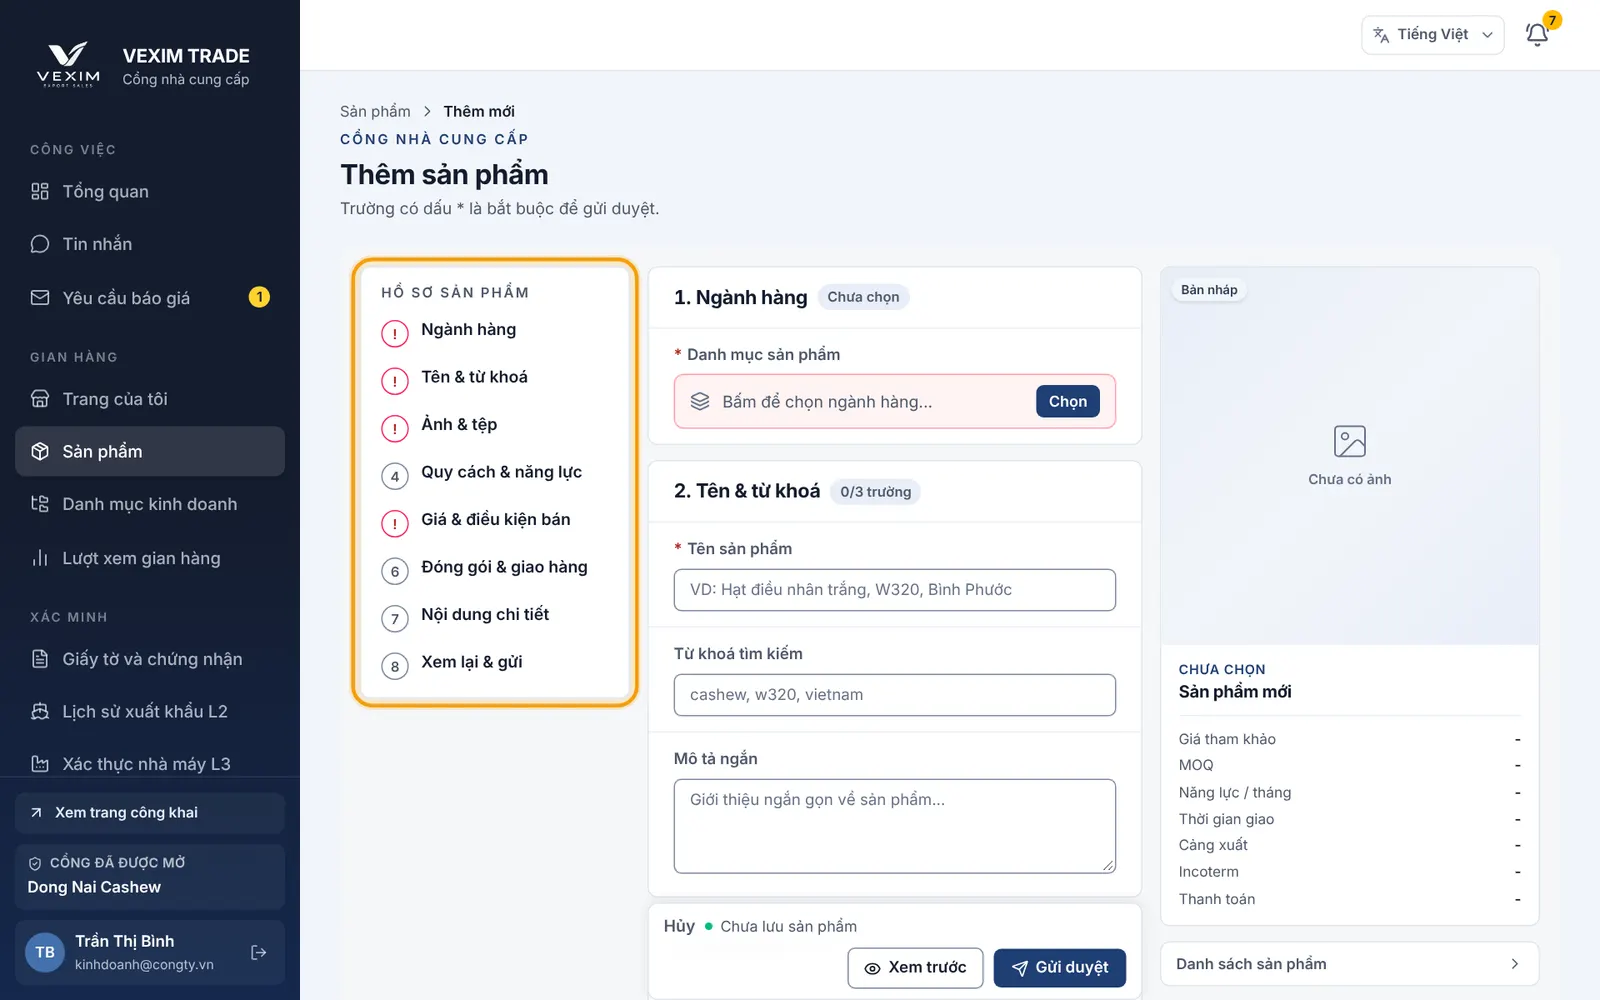 VEXIM
EXPORT SALES
VEXIM TRADE
Cổng nhà cung cấp
CÔNG VIỆC
Tổng quan
Tin nhắn
Yêu cầu báo giá
1
GIAN HÀNG
Trang của tôi
Sản phẩm
Danh mục kinh doanh
Lượt xem gian hàng
XÁC MINH
Giấy tờ và chứng nhận
Lịch sử xuất khẩu L2
Xác thực nhà máy L3
Xem trang công khai
CỔNG ĐÃ ĐƯỢC MỞ
Dong Nai Cashew
TB
Trần Thị Bình
kinhdoanh@congty.vn
Tiếng Việt
7
Sản phẩm > Thêm mới
CỔNG NHÀ CUNG CẤP
Thêm sản phẩm
Trường có dấu * là bắt buộc để gửi duyệt.
HỒ SƠ SẢN PHẨM
! Ngành hàng
! Tên & từ khoá
! Ảnh & tệp
4 Quy cách & năng lực
! Giá & điều kiện bán
6 Đóng gói & giao hàng
7 Nội dung chi tiết
8 Xem lại & gửi
1. Ngành hàng
Chưa chọn
* Danh mục sản phẩm
Bấm để chọn ngành hàng...
Chọn
2. Tên & từ khoá
0/3 trường
* Tên sản phẩm
VD: Hạt điều nhân trắng, W320, Bình Phước
Từ khoá tìm kiếm
cashew, w320, vietnam
Mô tả ngắn
Giới thiệu ngắn gọn về sản phẩm...
Hủy
Chưa lưu sản phẩm
Xem trước
Gửi duyệt
Bản nháp
Chưa có ảnh
CHƯA CHỌN
Sản phẩm mới
Giá tham khảo -
MOQ -
Năng lực / tháng -
Thời gian giao -
Cảng xuất -
Incoterm -
Thanh toán -
Danh sách sản phẩm